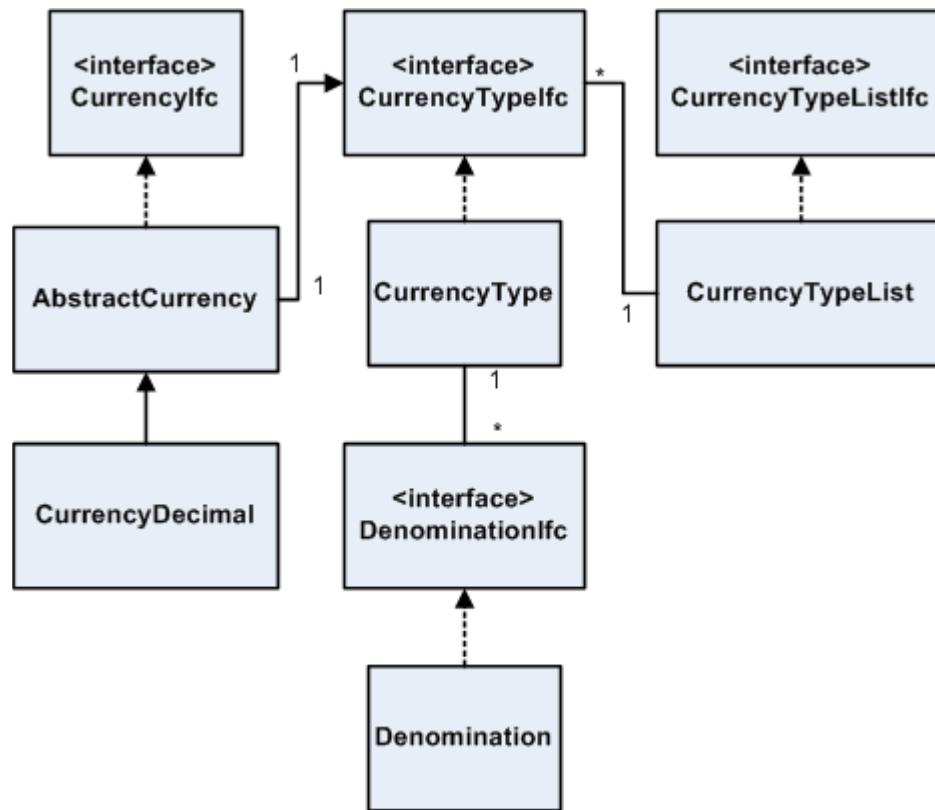 <interface>
CurrencyIfc
1
<interface>
CurrencyTypeIfc
*
<interface>
CurrencyTypeListIfc
AbstractCurrency
1
CurrencyType
1
CurrencyTypeList
1
*
CurrencyDecimal
<interface>
DenominationIfc
Denomination